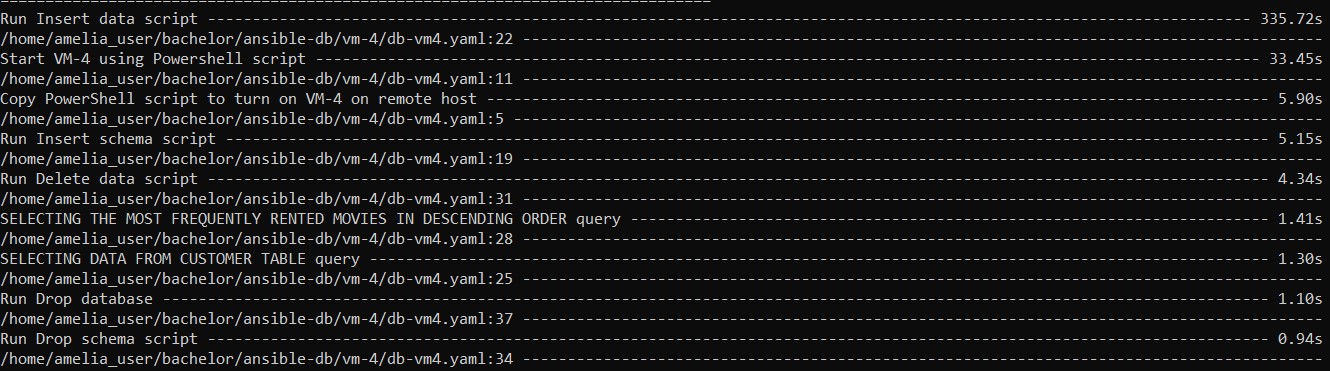 ===============================================================================
Run Insert data script -------------------------------------------------------------------------------------------------------------------- 335.72s
/home/amelia_user/bachelor/ansible-db/vm-4/db-vm4.yaml:22 -----------------------------------------------------------------------------------------
Start VM-4 using Powershell script --------------------------------------------------------------------------------------------------------- 33.45s
/home/amelia_user/bachelor/ansible-db/vm-4/db-vm4.yaml:11 -----------------------------------------------------------------------------------------
Copy PowerShell script to turn on VM-4 on remote host --------------------------------------------------------------------------------------- 5.90s
/home/amelia_user/bachelor/ansible-db/vm-4/db-vm4.yaml:5 ------------------------------------------------------------------------------------------
Run Insert schema script -------------------------------------------------------------------------------------------------------------------- 5.15s
/home/amelia_user/bachelor/ansible-db/vm-4/db-vm4.yaml:19 -----------------------------------------------------------------------------------------
Run Delete data script ---------------------------------------------------------------------------------------------------------------------- 4.34s
/home/amelia_user/bachelor/ansible-db/vm-4/db-vm4.yaml:31 -----------------------------------------------------------------------------------------
SELECTING THE MOST FREQUENTLY RENTED MOVIES IN DESCENDING ORDER query ----------------------------------------------------------------------- 1.41s
/home/amelia_user/bachelor/ansible-db/vm-4/db-vm4.yaml:28 -----------------------------------------------------------------------------------------
SELECTING DATA FROM CUSTOMER TABLE query ---------------------------------------------------------------------------------------------------- 1.30s
/home/amelia_user/bachelor/ansible-db/vm-4/db-vm4.yaml:25 -----------------------------------------------------------------------------------------
Run Drop database --------------------------------------------------------------------------------------------------------------------------- 1.10s
/home/amelia_user/bachelor/ansible-db/vm-4/db-vm4.yaml:37 -----------------------------------------------------------------------------------------
Run Drop schema script ---------------------------------------------------------------------------------------------------------------------- 0.94s
/home/amelia_user/bachelor/ansible-db/vm-4/db-vm4.yaml:34 -----------------------------------------------------------------------------------------